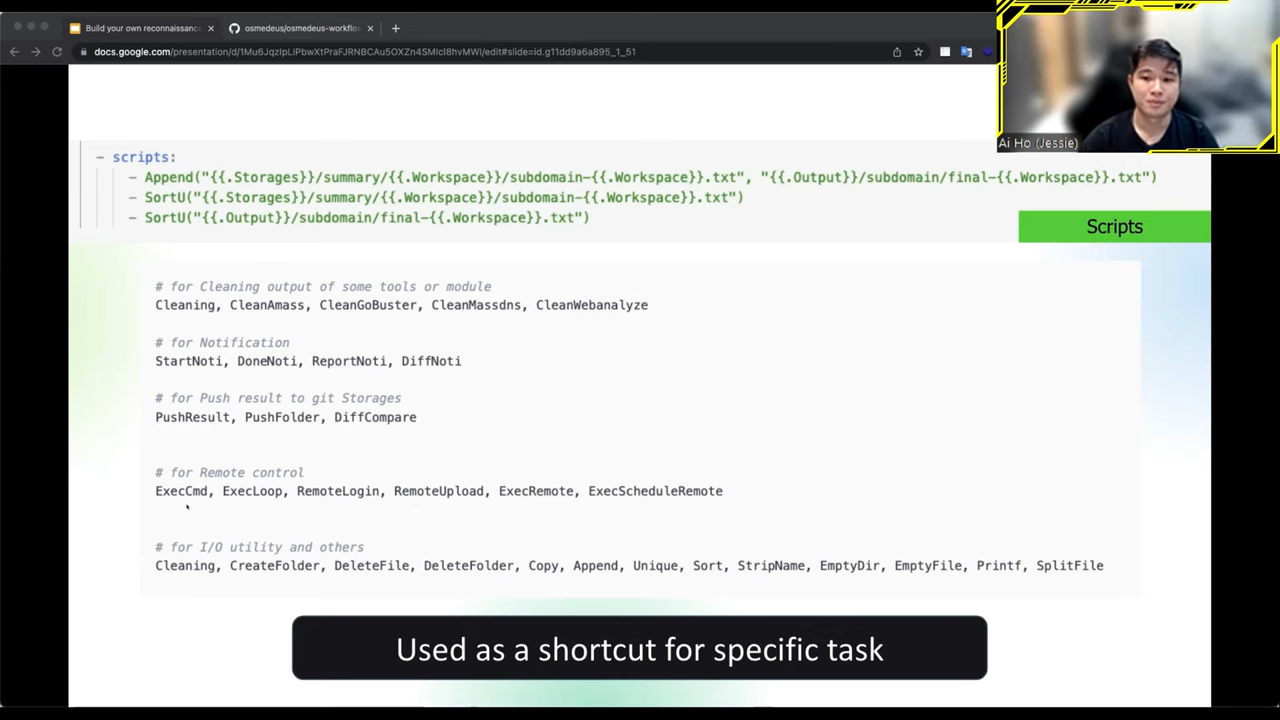 Build your own reconnaissance
osmedeus/osmedeus-workflow
docs.google.com/presentation/d/1Mu6JqzIpLiPbwXtPraFJRNBCAu5OXZn4SMIcI8hvMWI/edit#slide=id.g11dd9a6a895_1_51
Ai Ho (Jessie)
- scripts:
- Append("{{.Storages}}/summary/{{.Workspace}}/subdomain-{{.Workspace}}.txt", "{{.Output}}/subdomain/final-{{.Workspace}}.txt")
- SortU("{{.Storages}}/summary/{{.Workspace}}/subdomain-{{.Workspace}}.txt")
- SortU("{{.Output}}/subdomain/final-{{.Workspace}}.txt")
Scripts
# for Cleaning output of some tools or module
Cleaning, CleanAmass, CleanGoBuster, CleanMassdns, CleanWebanalyze
# for Notification
StartNoti, DoneNoti, ReportNoti, DiffNoti
# for Push result to git Storages
PushResult, PushFolder, DiffCompare
# for Remote control
ExecCmd, ExecLoop, RemoteLogin, RemoteUpload, ExecRemote, ExecScheduleRemote
# for I/O utility and others
Cleaning, CreateFolder, DeleteFile, DeleteFolder, Copy, Append, Unique, Sort, StripName, EmptyDir, EmptyFile, Printf, SplitFile
Used as a shortcut for specific task